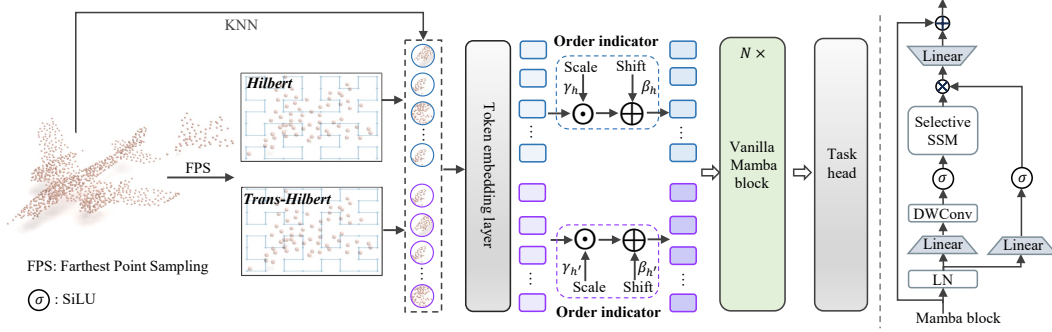 KNN
FPS
FPS: Farthest Point Sampling
σ : SiLU
Hilbert
Trans-Hilbert
Token embedding layer
Order indicator
Scale
Shift
γh
βh
γh'
βh'
Scale
Shift
Order indicator
N ×
Vanilla
Mamba
block
Task
head
Linear
Selective
SSM
σ
σ
DWConv
Linear
Linear
LN
Mamba block